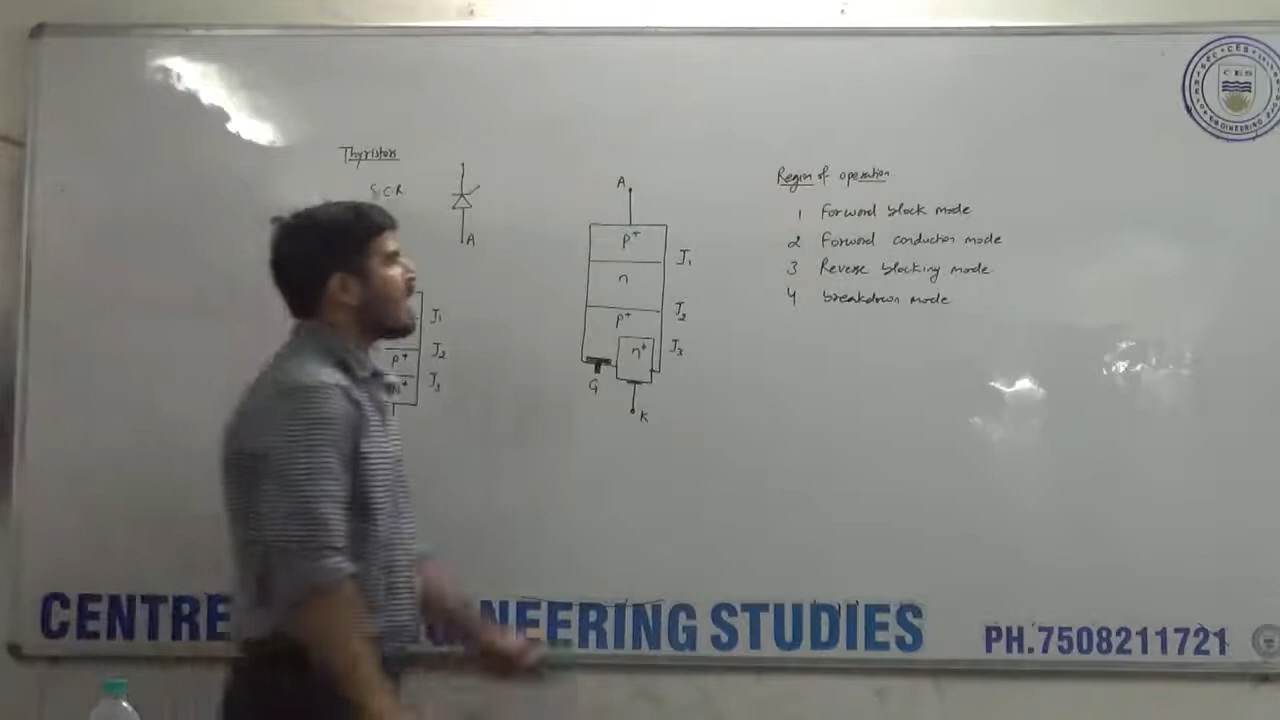 Thyristors
SCR
A
J1
J2
P+
N+
J3
A
P+
J1
n
J2
P+
J3
n+
G
K
Region of operation
1 Forward block mode
2 Forward conduction mode
3 Reverse blocking mode
4 breakdown mode
CES
CENTRE NEERING STUDIES
PH.7508211721